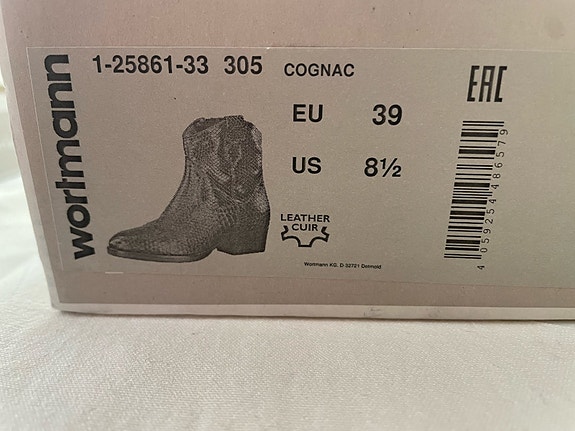 wortmann
1-25861-33 305 COGNAC
EAC
EU 39
US 8½
LEATHER
CUIR
Wortmann KG, D 32721 Detmold
4 059254 486579